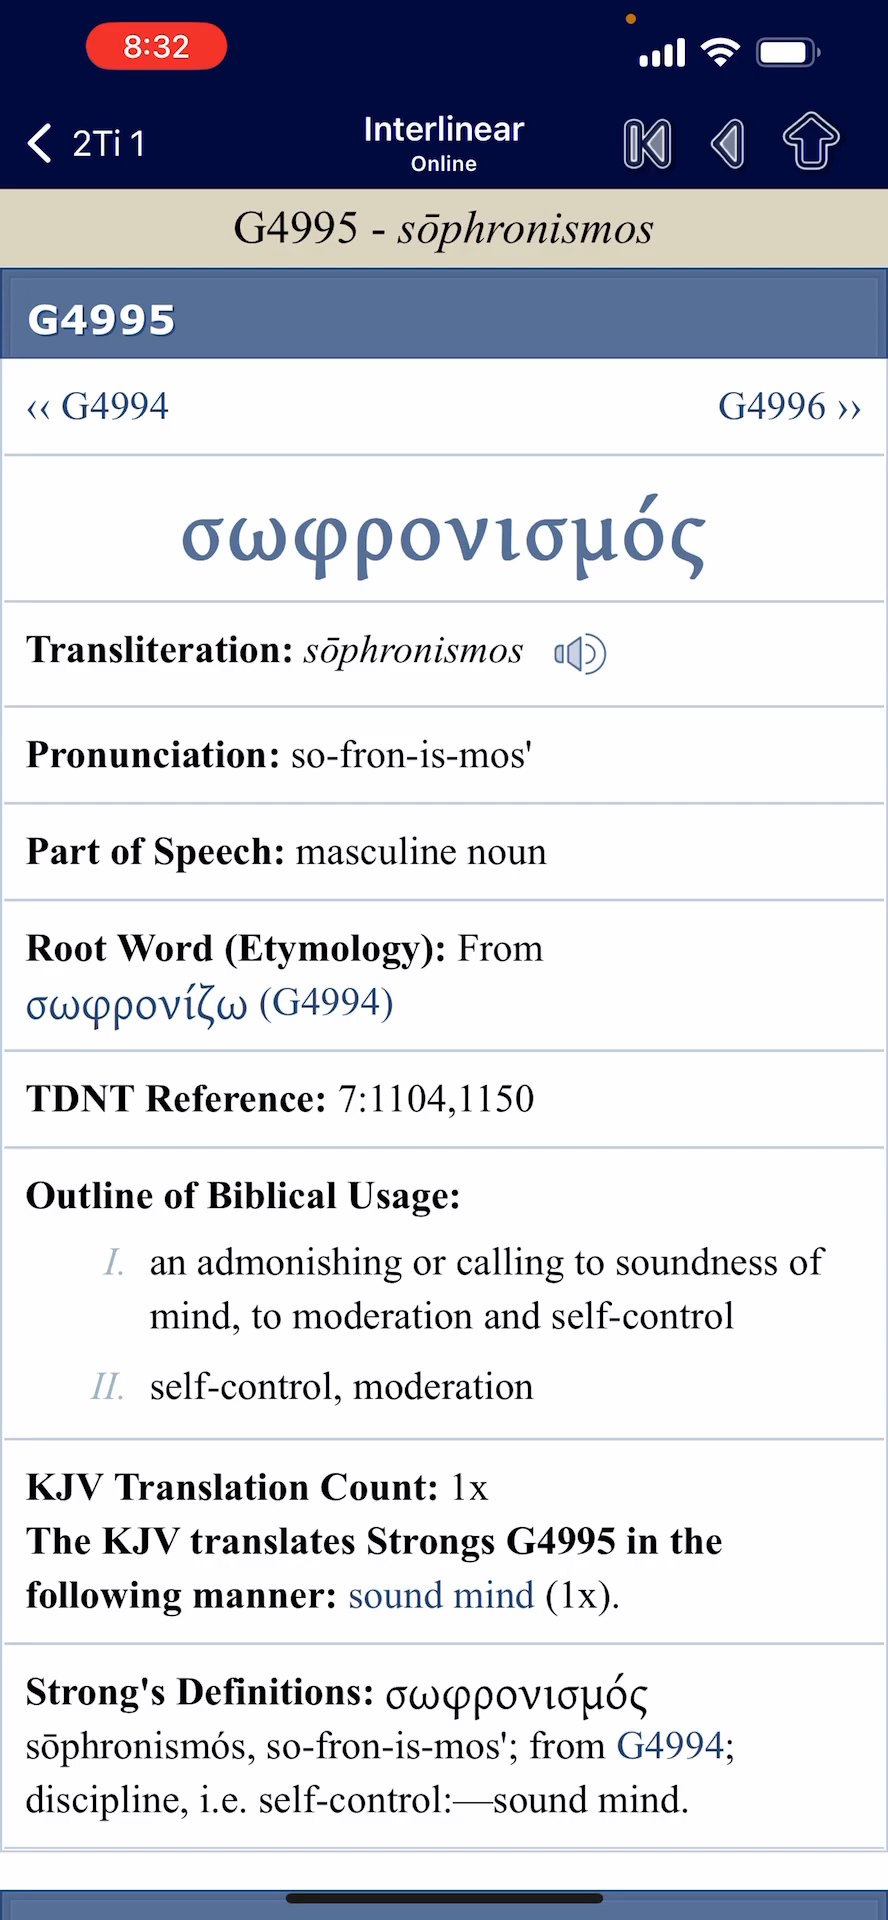 8:32
2Ti 1
Interlinear
Online
G4995 - sōphronismos
G4995
‹‹ G4994
G4996 ››
σωφρονισμός
Transliteration: sōphronismos
Pronunciation: so-fron-is-mos'
Part of Speech: masculine noun
Root Word (Etymology): From
σωφρονίζω (G4994)
TDNT Reference: 7:1104,1150
Outline of Biblical Usage:
I. an admonishing or calling to soundness of
mind, to moderation and self-control
II. self-control, moderation
KJV Translation Count: 1x
The KJV translates Strongs G4995 in the
following manner: sound mind (1x).
Strong's Definitions: σωφρονισμός
sōphronismós, so-fron-is-mos'; from G4994;
discipline, i.e. self-control:—sound mind.